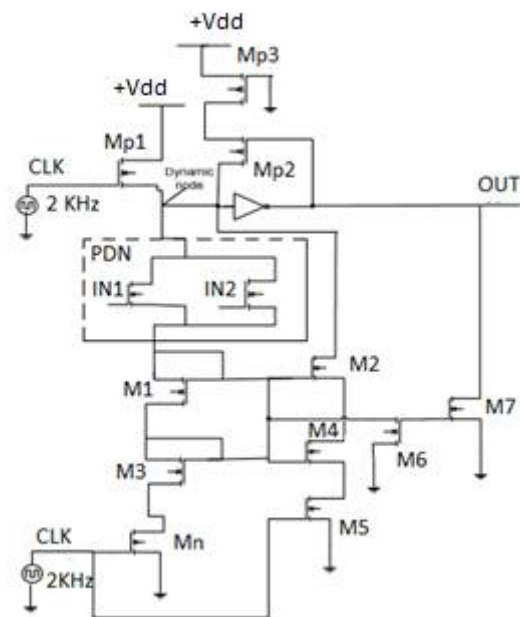 +Vdd
Mp3
+Vdd
Mp1
Mp2
CLK
Dynamic
node
OUT
2 KHz
PDN
IN1
IN2
M2
M1
M7
M4
M3
M6
M5
CLK
Mn
2KHz